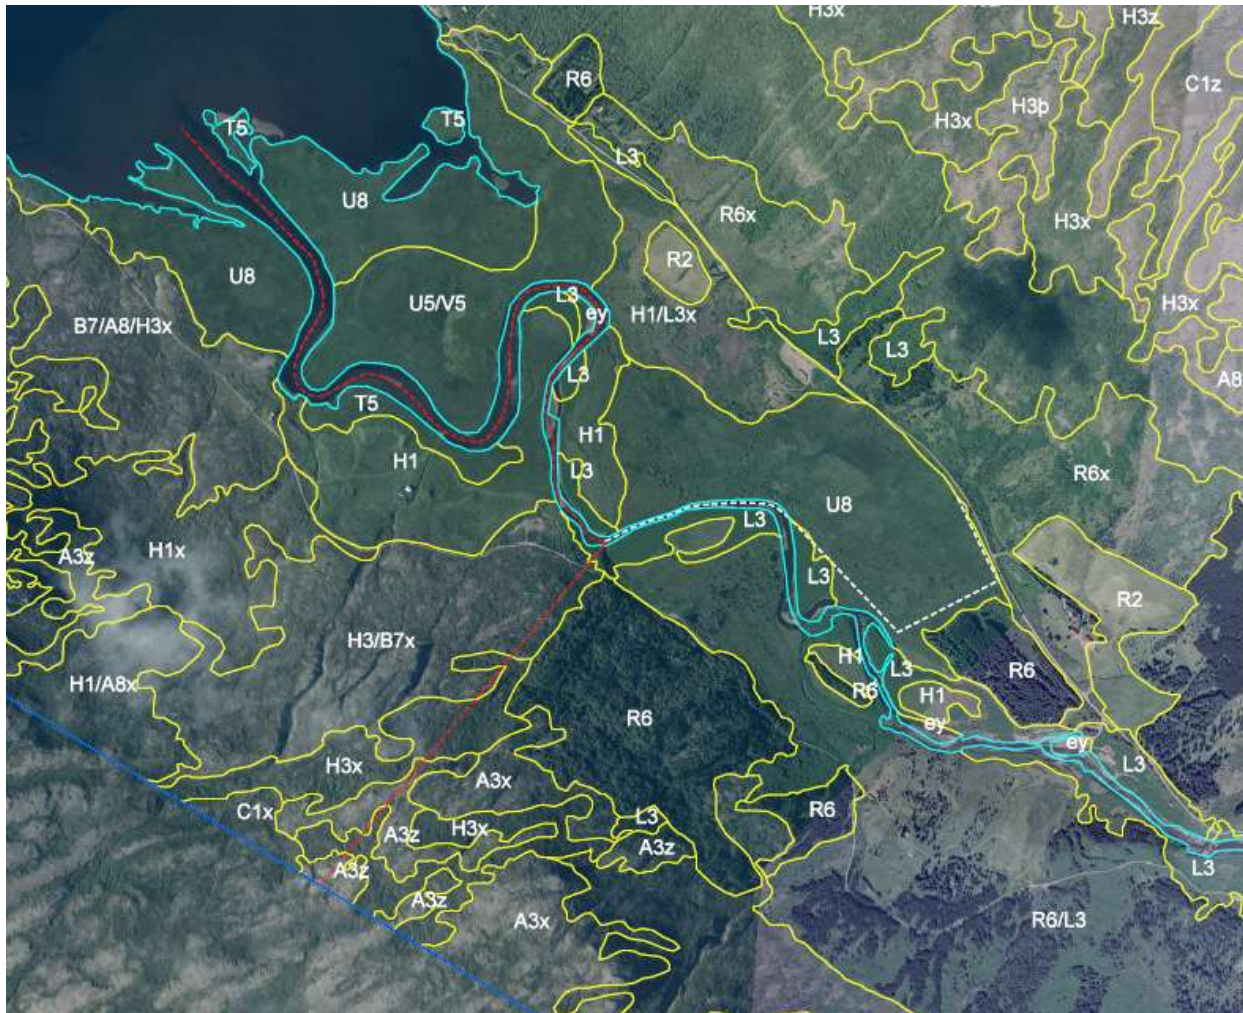 H3x
H3z
R6
C1z
H3p
H3x
T5
T5
L3
U8
R6x
H3x
R2
U8
L3
U5/V5
ey
H1/L3x
H3x
B7/A8/H3x
L3
L3
L3
A8
T5
H1
H1
L3
R6x
U8
L3
H1x
A3z
L3
R2
H3/B7x
H1
L3
R6
H1/A8x
R6
H1
R6
ey
ey
L3
H3x
A3x
C1x
R6
L3
A3z
H3x
A3z
A3z
L3
A3z
A3x
R6/L3